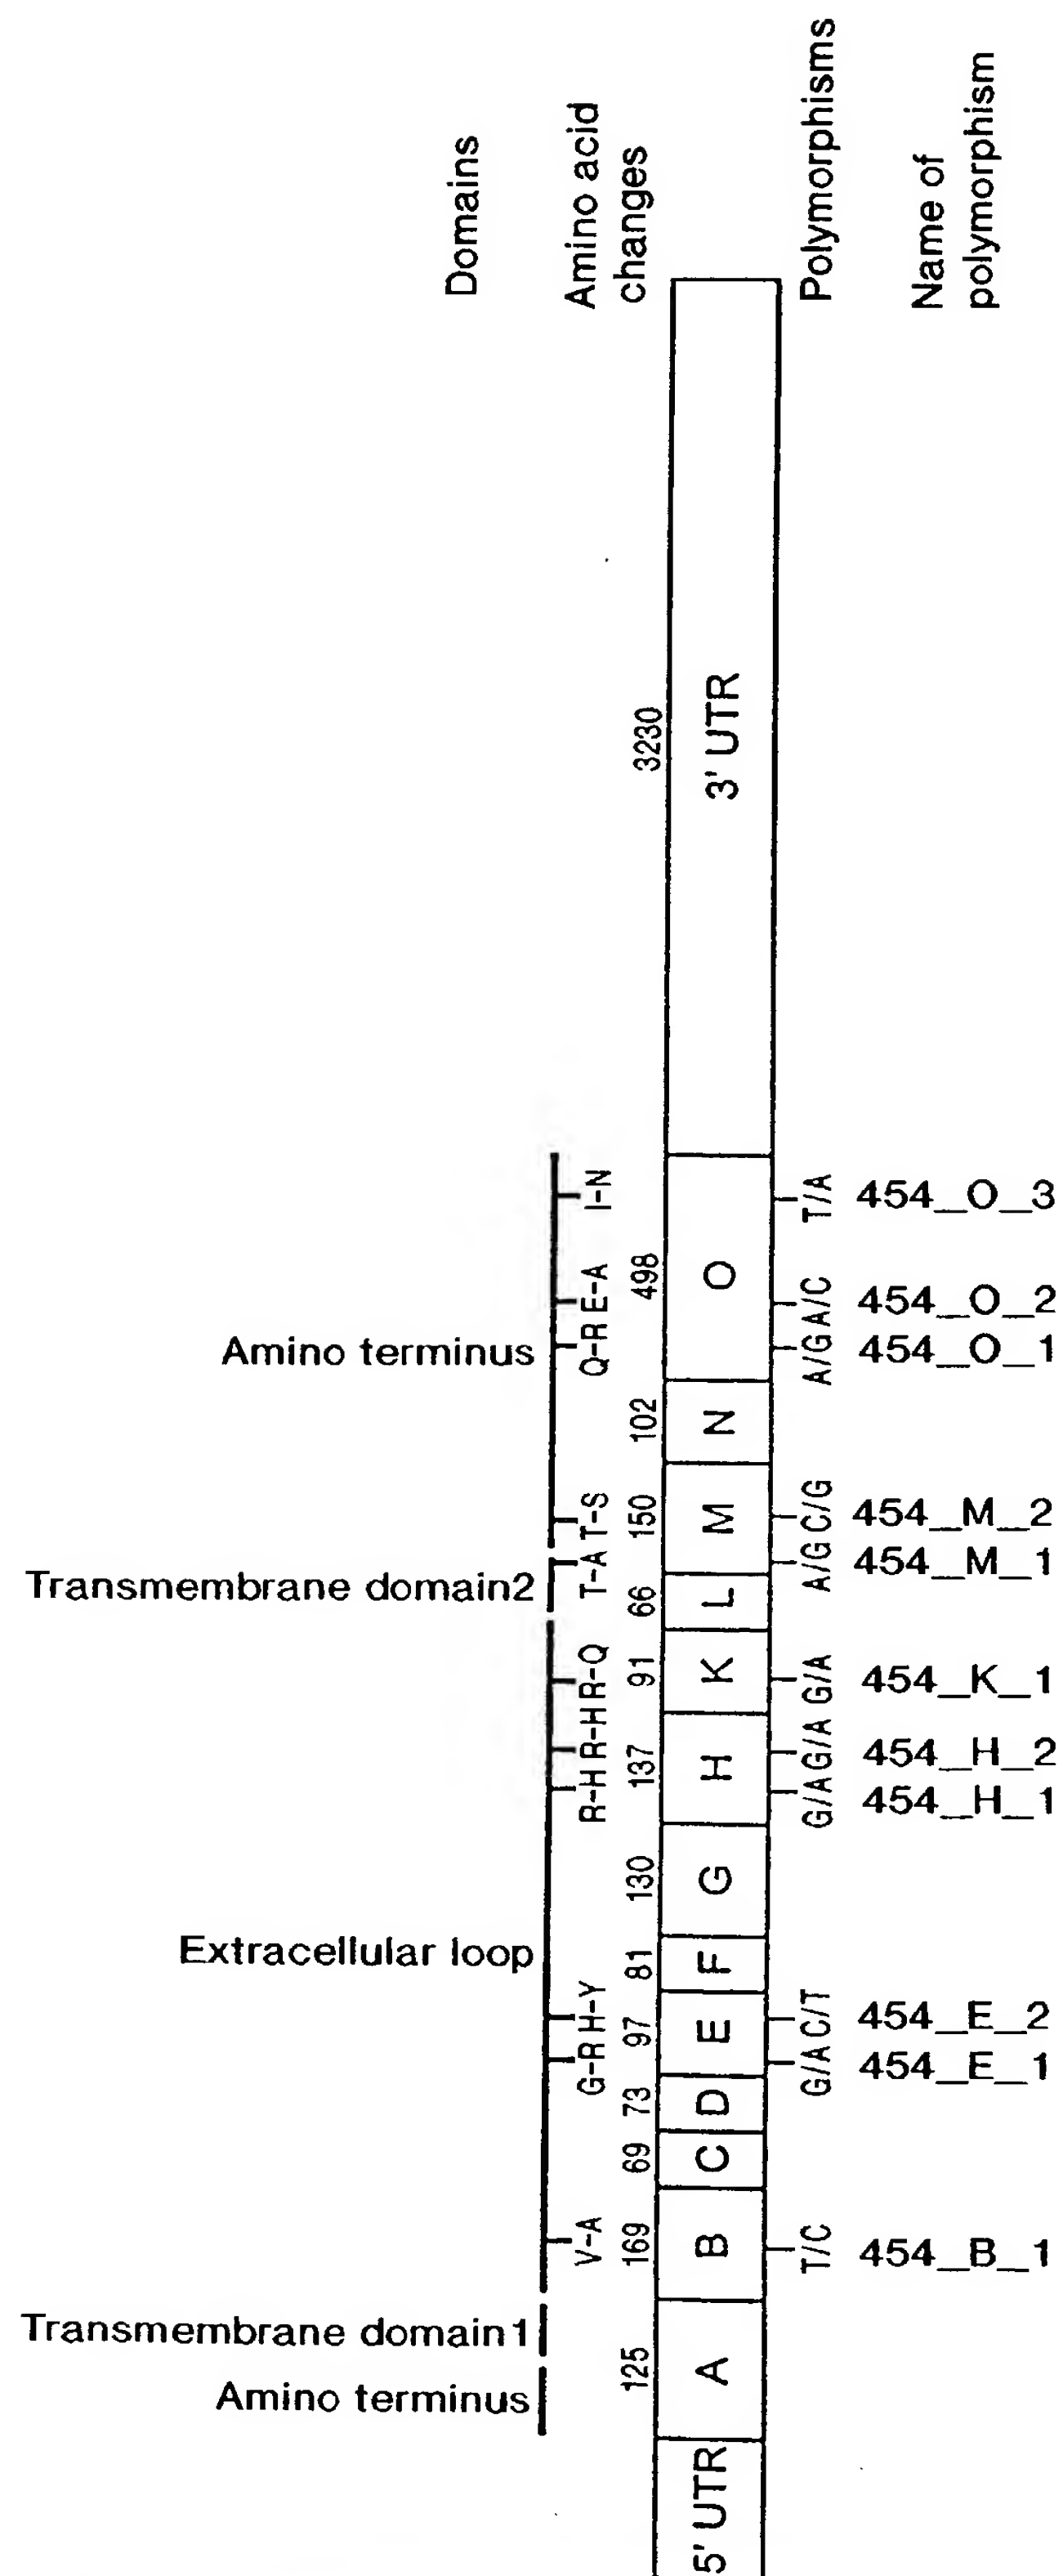 Domains
Amino acid
changes
Polymorphisms
Name of
polymorphism
3230
3' UTR
I-N
T/A
454_O_3
498
O
E-A
A/C
454_O_2
Amino terminus
Q-R
A/G
454_O_1
102
N
T-S
150
M
C/G
454_M_2
T-A
A/G
454_M_1
Transmembrane domain2
66
L
R-Q
91
K
G/A
454_K_1
R-H
137
H
G/A
454_H_2
R-H
G/A
454_H_1
130
G
Extracellular loop
81
F
H-Y
97
E
C/T
454_E_2
G-R
G/A
454_E_1
73
D
69
C
V-A
169
B
T/C
454_B_1
Transmembrane domain1
125
A
Amino terminus
5' UTR